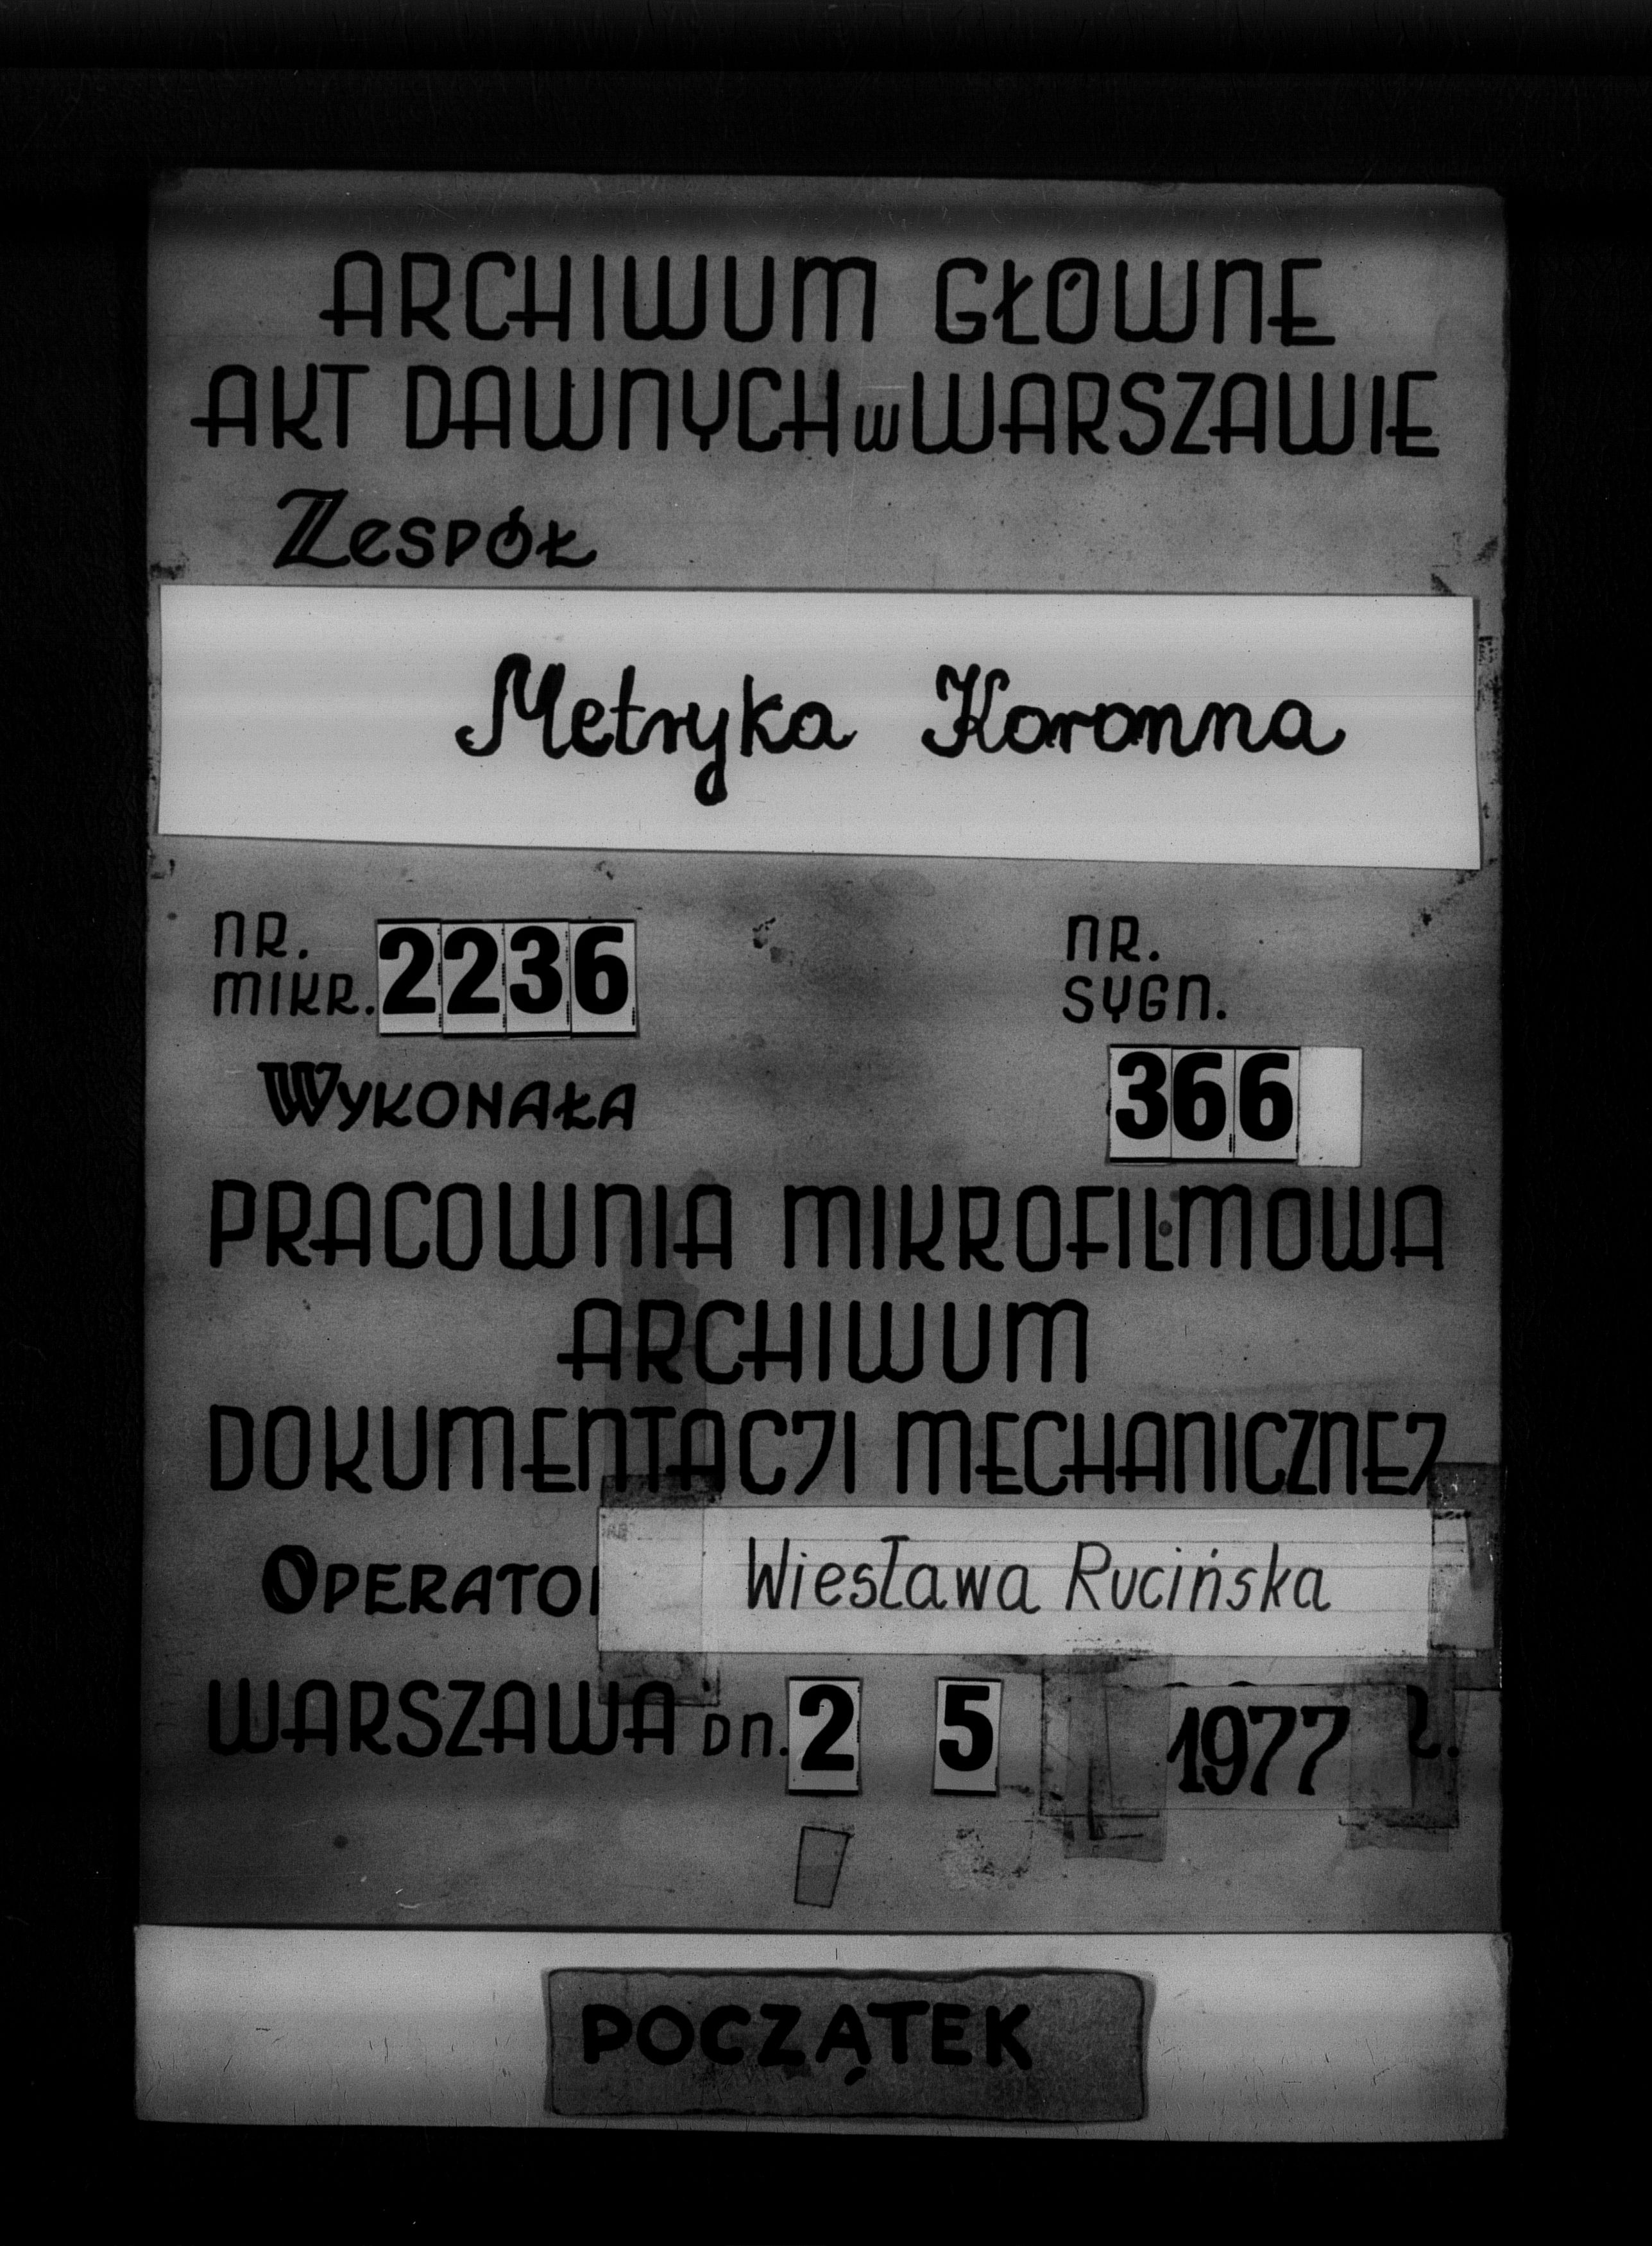 ARCHIWUM GŁÓWNE
AKT DAWNYCH w WARSZAWIE
Zespół
Metryka Koronna
NR. MIKR. 2236
NR. SYGN. 366
WYKONAŁA
PRACOWNIA MIKROFILMOWA
ARCHIWUM
DOKUMENTACJI MECHANICZNEJ
OPERATO Wiesława Rucińska
WARSZAWA DN. 2 5 1977 r.
POCZĄTEK